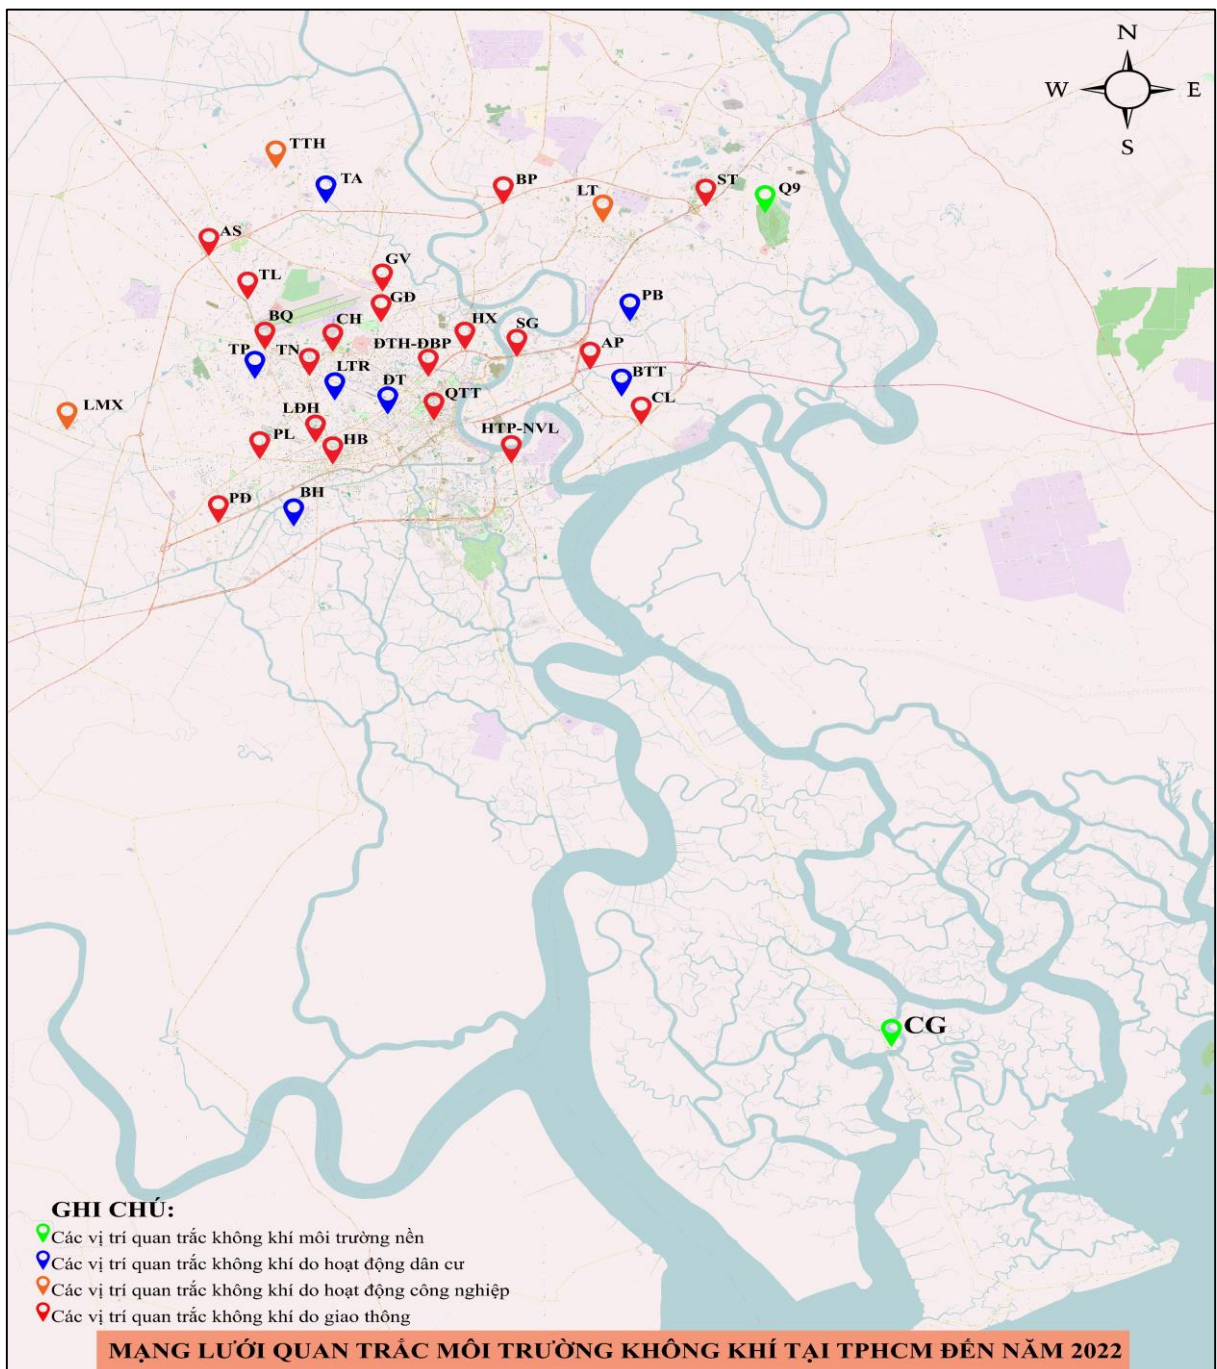 N
W
E
S
TTH
TA
BP
LT
ST
Q9
AS
TL
GV
GĐ
PB
BQ
CH
HX
SG
TP
TN
ĐTH-ĐBP
AP
LTR
ĐT
BTT
LMX
QTT
CL
LĐH
PL
HB
HTP-NVL
PĐ
BH
CG
GHI CHÚ:
Các vị trí quan trắc không khí môi trường nền
Các vị trí quan trắc không khí do hoạt động dân cư
Các vị trí quan trắc không khí do hoạt động công nghiệp
Các vị trí quan trắc không khí do giao thông
MẠNG LƯỚI QUAN TRẮC MÔI TRƯỜNG KHÔNG KHÍ TẠI TPHCM ĐẾN NĂM 2022